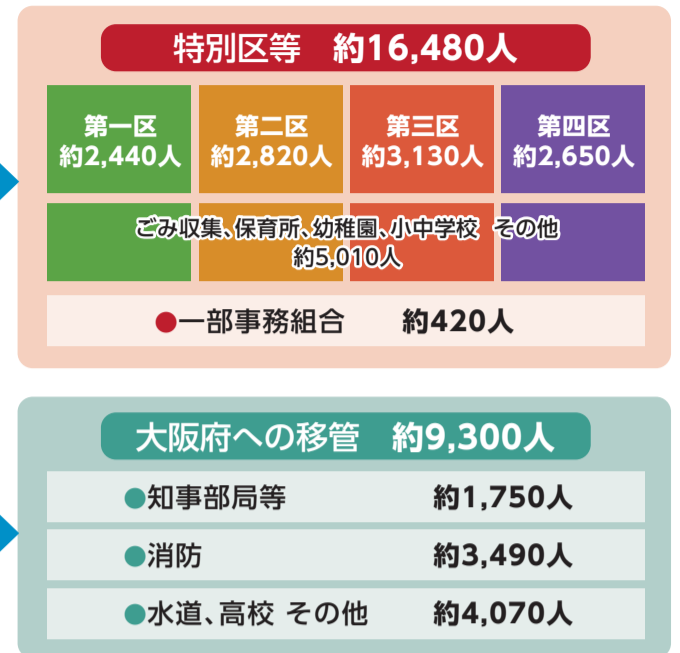 特別区等 約16,480人
第一区
約2,440人
第二区
約2,820人
第三区
約3,130人
第四区
約2,650人
ごみ収集、保育所、幼稚園、小中学校 その他
約5,010人
●一部事務組合 約420人
大阪府への移管 約9,300人
●知事部局等 約1,750人
●消防 約3,490人
●水道、高校 その他 約4,070人